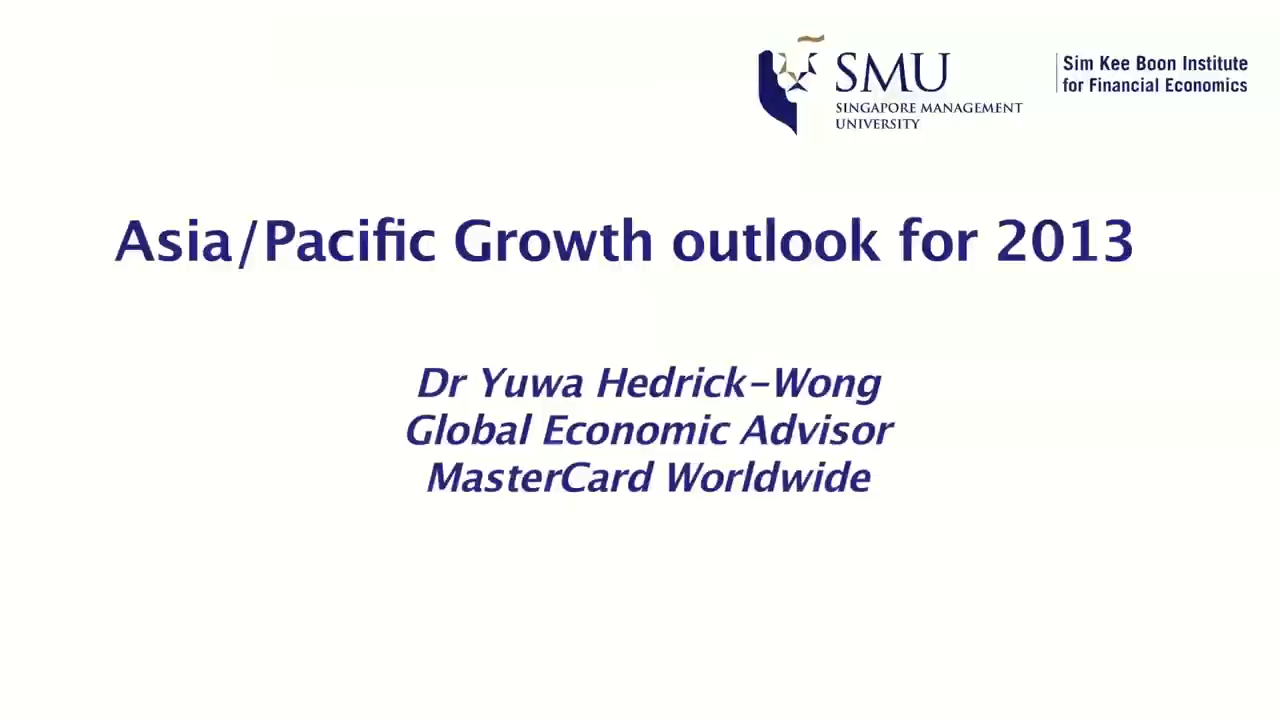 SMU
SINGAPORE MANAGEMENT
UNIVERSITY
Sim Kee Boon Institute
for Financial Economics
Asia/Pacific Growth outlook for 2013
Dr Yuwa Hedrick-Wong
Global Economic Advisor
MasterCard Worldwide